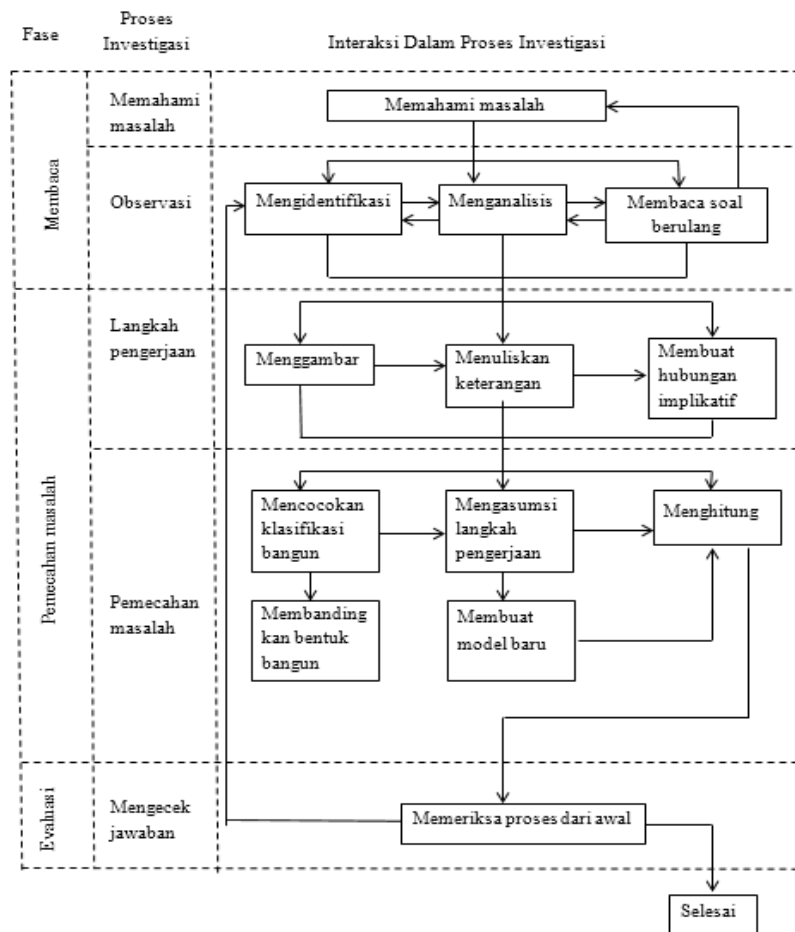 Fase
Proses
Investigasi
Interaksi Dalam Proses Investigasi
Membaca
Memahami
masalah
Memahami masalah
Observasi
Mengidentifikasi
Menganalisis
Membaca soal
berulang
Pemecahan masalah
Langkah
pengerjaan
Menggambar
Menuliskan
keterangan
Membuat
hubungan
implikatif
Pemecahan
masalah
Mencocokan
klasifikasi
bangun
Mengasumsi
langkah
pengerjaan
Menghitung
Membanding
kan bentuk
bangun
Membuat
model baru
Evaluasi
Mengecek
jawaban
Memeriksa proses dari awal
Selesai